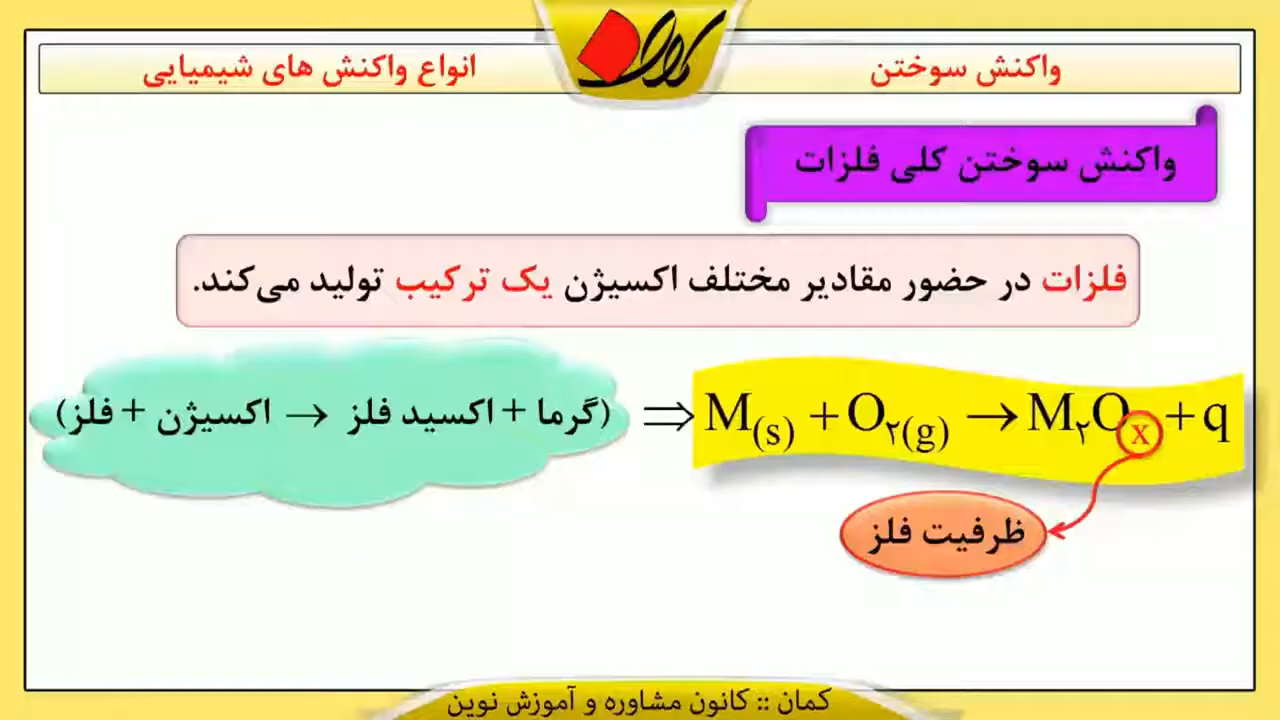 واکنش سوختن
انواع واکنش های شیمیایی
کمان
واکنش سوختن کلی فلزات
فلزات در حضور مقادیر مختلف اکسیژن یک ترکیب تولید می‌کند.
(گرما + اکسید فلز → اکسیژن + فلز) ⇒ M(s) + O۲(g) → M۲Ox + q
ظرفیت فلز
کمان :: کانون مشاوره و آموزش نوین